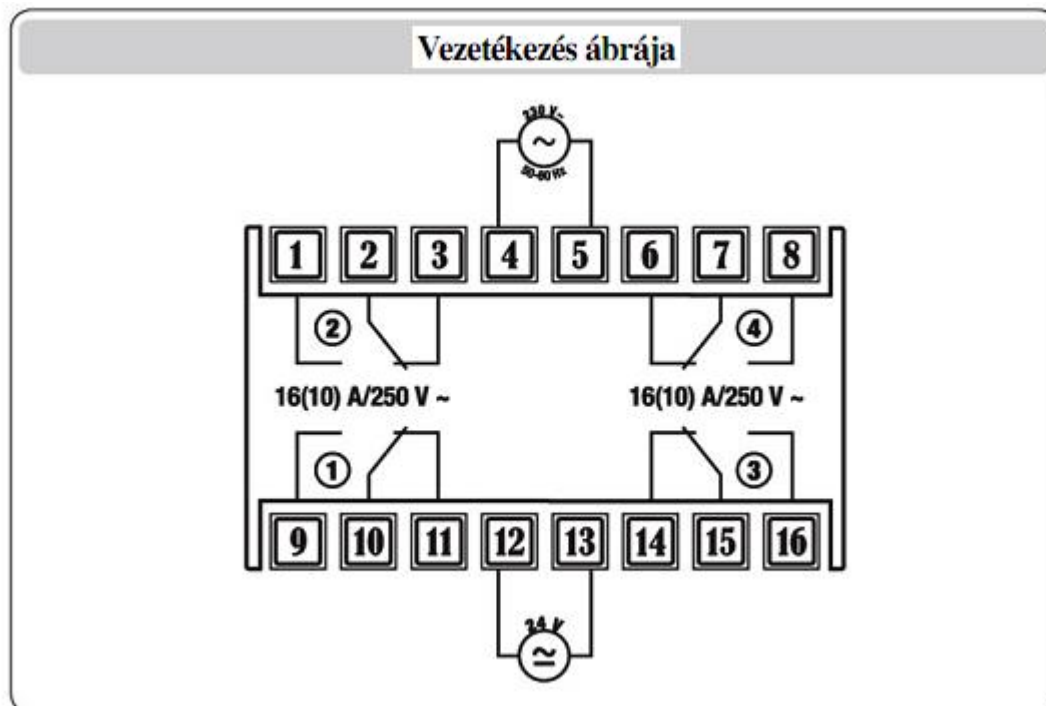 Vezetékezés ábrája
230 V~
~
50-60 Hz
1 2 3 4 5 6 7 8
2 4
16(10) A/250 V ~ 16(10) A/250 V ~
1 3
9 10 11 12 13 14 15 16
24 V